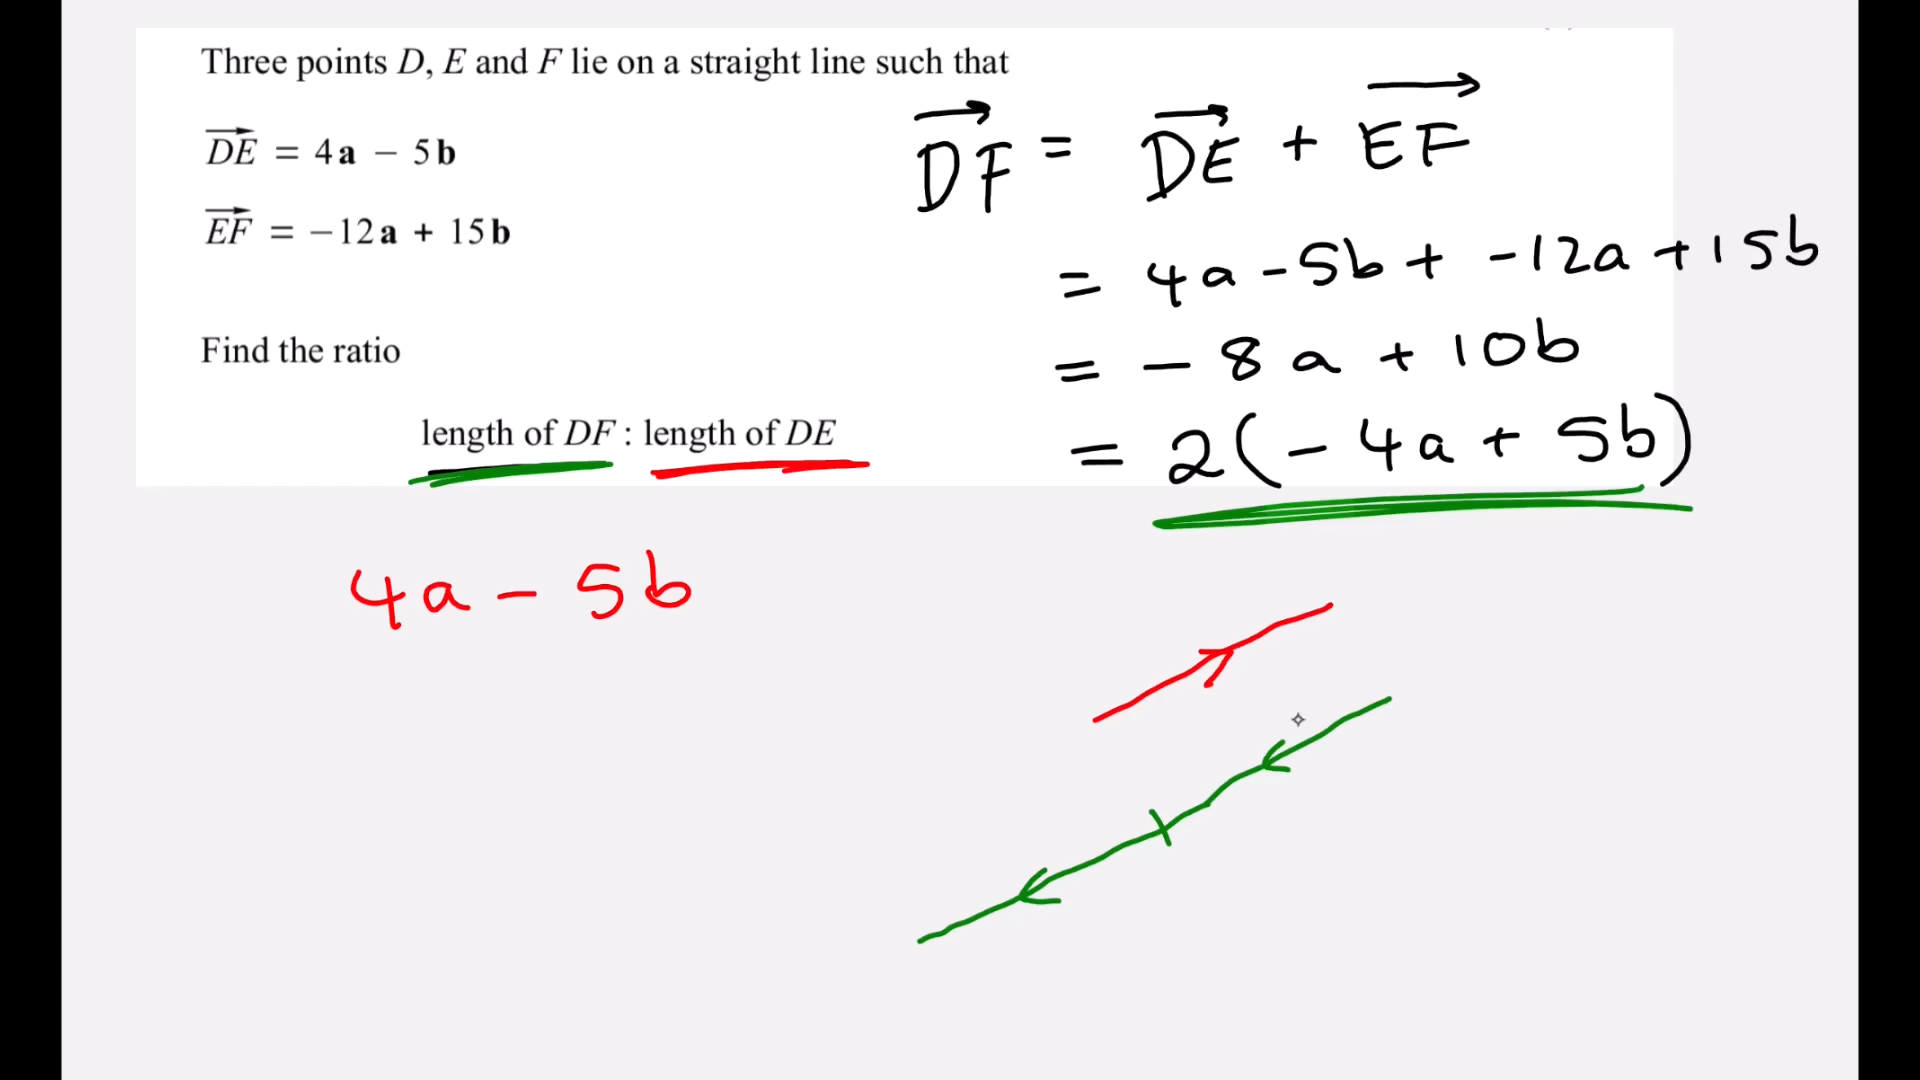 Three points D, E and F lie on a straight line such that
DE = 4a − 5b
EF = −12a + 15b
Find the ratio
length of DF : length of DE
DF = DE + EF
= 4a - 5b + -12a + 15b
= - 8a + 10b
= 2(- 4a + 5b)
4a - 5b